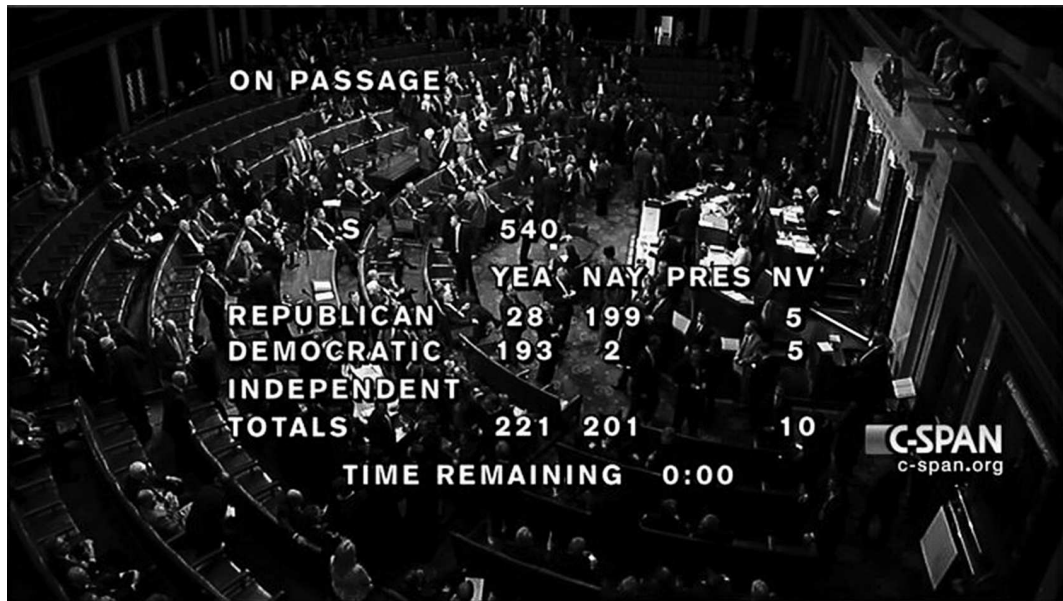 ON PASSAGE
S 540
YEA NAY PRES NV
REPUBLICAN 28 199 5
DEMOCRATIC 193 2 5
INDEPENDENT
TOTALS 221 201 10
C-SPAN
c-span.org
TIME REMAINING 0:00